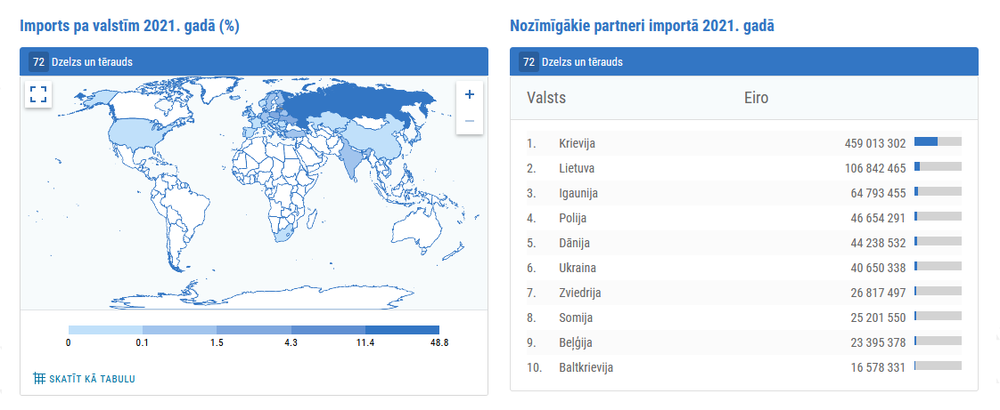 Imports pa valstīm 2021. gadā (%)
72 Dzelzs un tērauds
+
−
0 0.1 1.5 4.3 11.4 48.8
SKATĪT KĀ TABULU
Nozīmīgākie partneri importā 2021. gadā
72 Dzelzs un tērauds
Valsts Eiro
1. Krievija 459 013 302
2. Lietuva 106 842 465
3. Igaunija 64 793 455
4. Polija 46 654 291
5. Dānija 44 238 532
6. Ukraina 40 650 338
7. Zviedrija 26 817 497
8. Somija 25 201 550
9. Beļģija 23 395 378
10. Baltkrievija 16 578 331